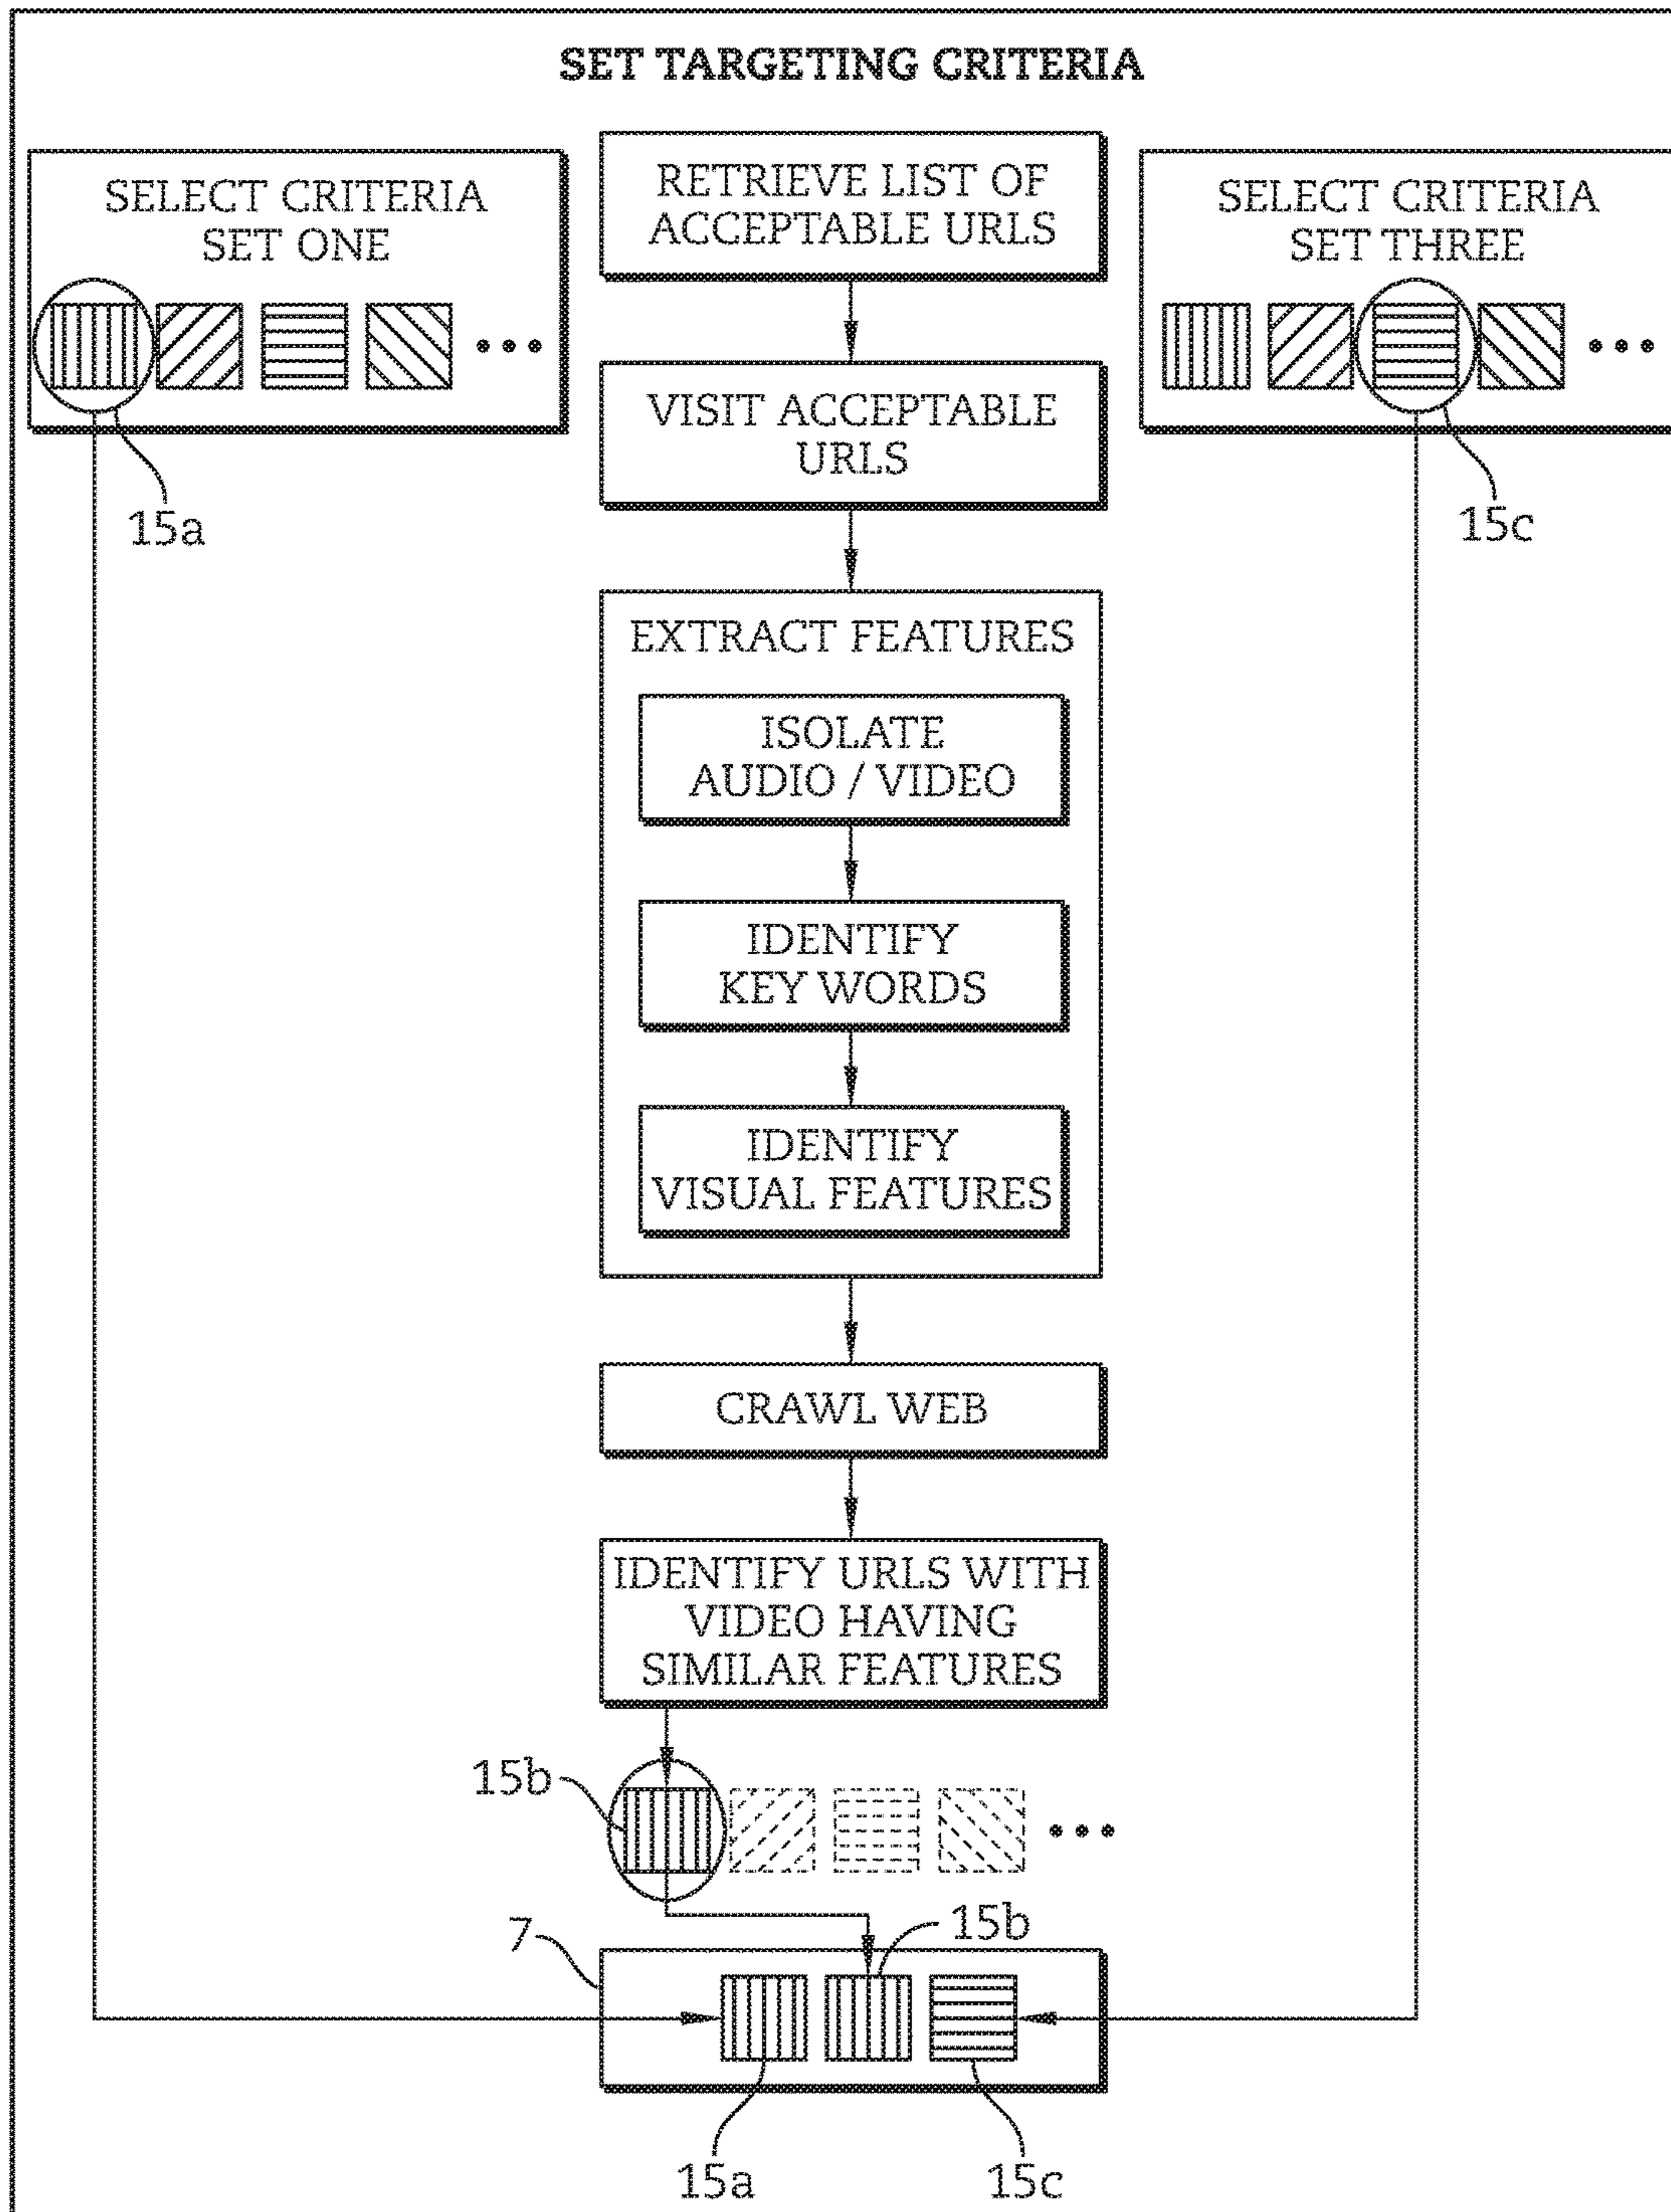 SET TARGETING CRITERIA
SELECT CRITERIA
SET ONE
15a
RETRIEVE LIST OF
ACCEPTABLE URLS
VISIT ACCEPTABLE
URLS
SELECT CRITERIA
SET THREE
15c
EXTRACT FEATURES
ISOLATE
AUDIO / VIDEO
IDENTIFY
KEY WORDS
IDENTIFY
VISUAL FEATURES
CRAWL WEB
IDENTIFY URLS WITH
VIDEO HAVING
SIMILAR FEATURES
15b
7
15b
15a
15c